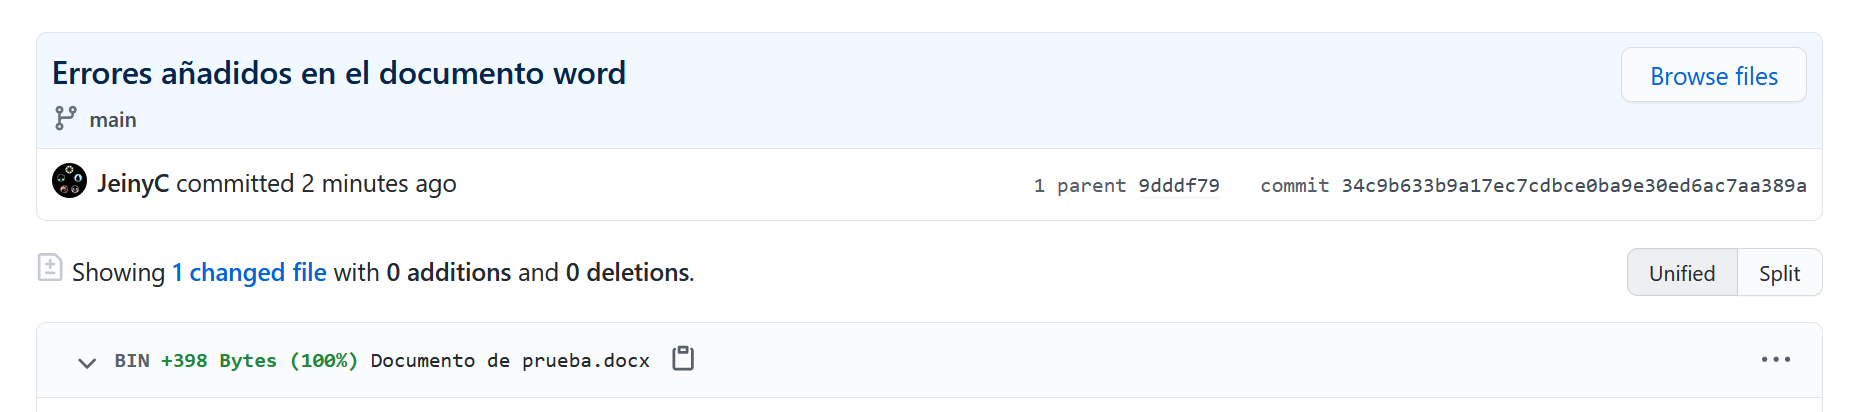 Errores añadidos en el documento word
Browse files
main
JeinyC committed 2 minutes ago
1 parent 9dddf79 commit 34c9b633b9a17ec7cdbce0ba9e30ed6ac7aa389a
Showing 1 changed file with 0 additions and 0 deletions.
Unified Split
BIN +398 Bytes (100%) Documento de prueba.docx